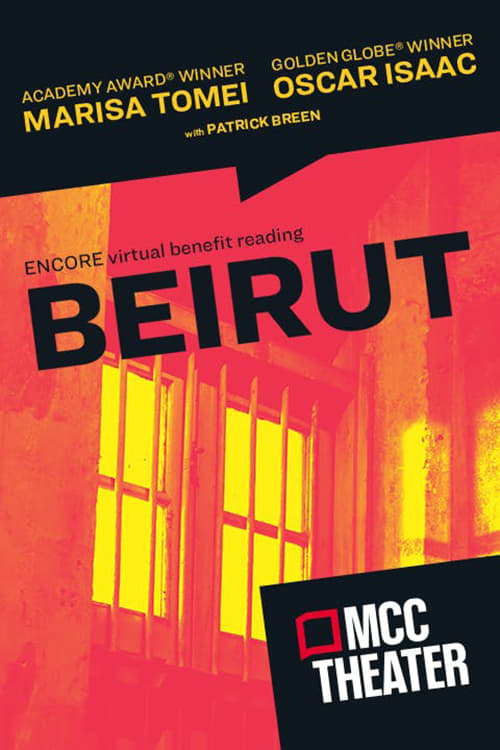 ACADEMY AWARD® WINNER
MARISA TOMEI
GOLDEN GLOBE® WINNER
OSCAR ISAAC
with PATRICK BREEN
ENCORE virtual benefit reading
BEIRUT
MCC
THEATER